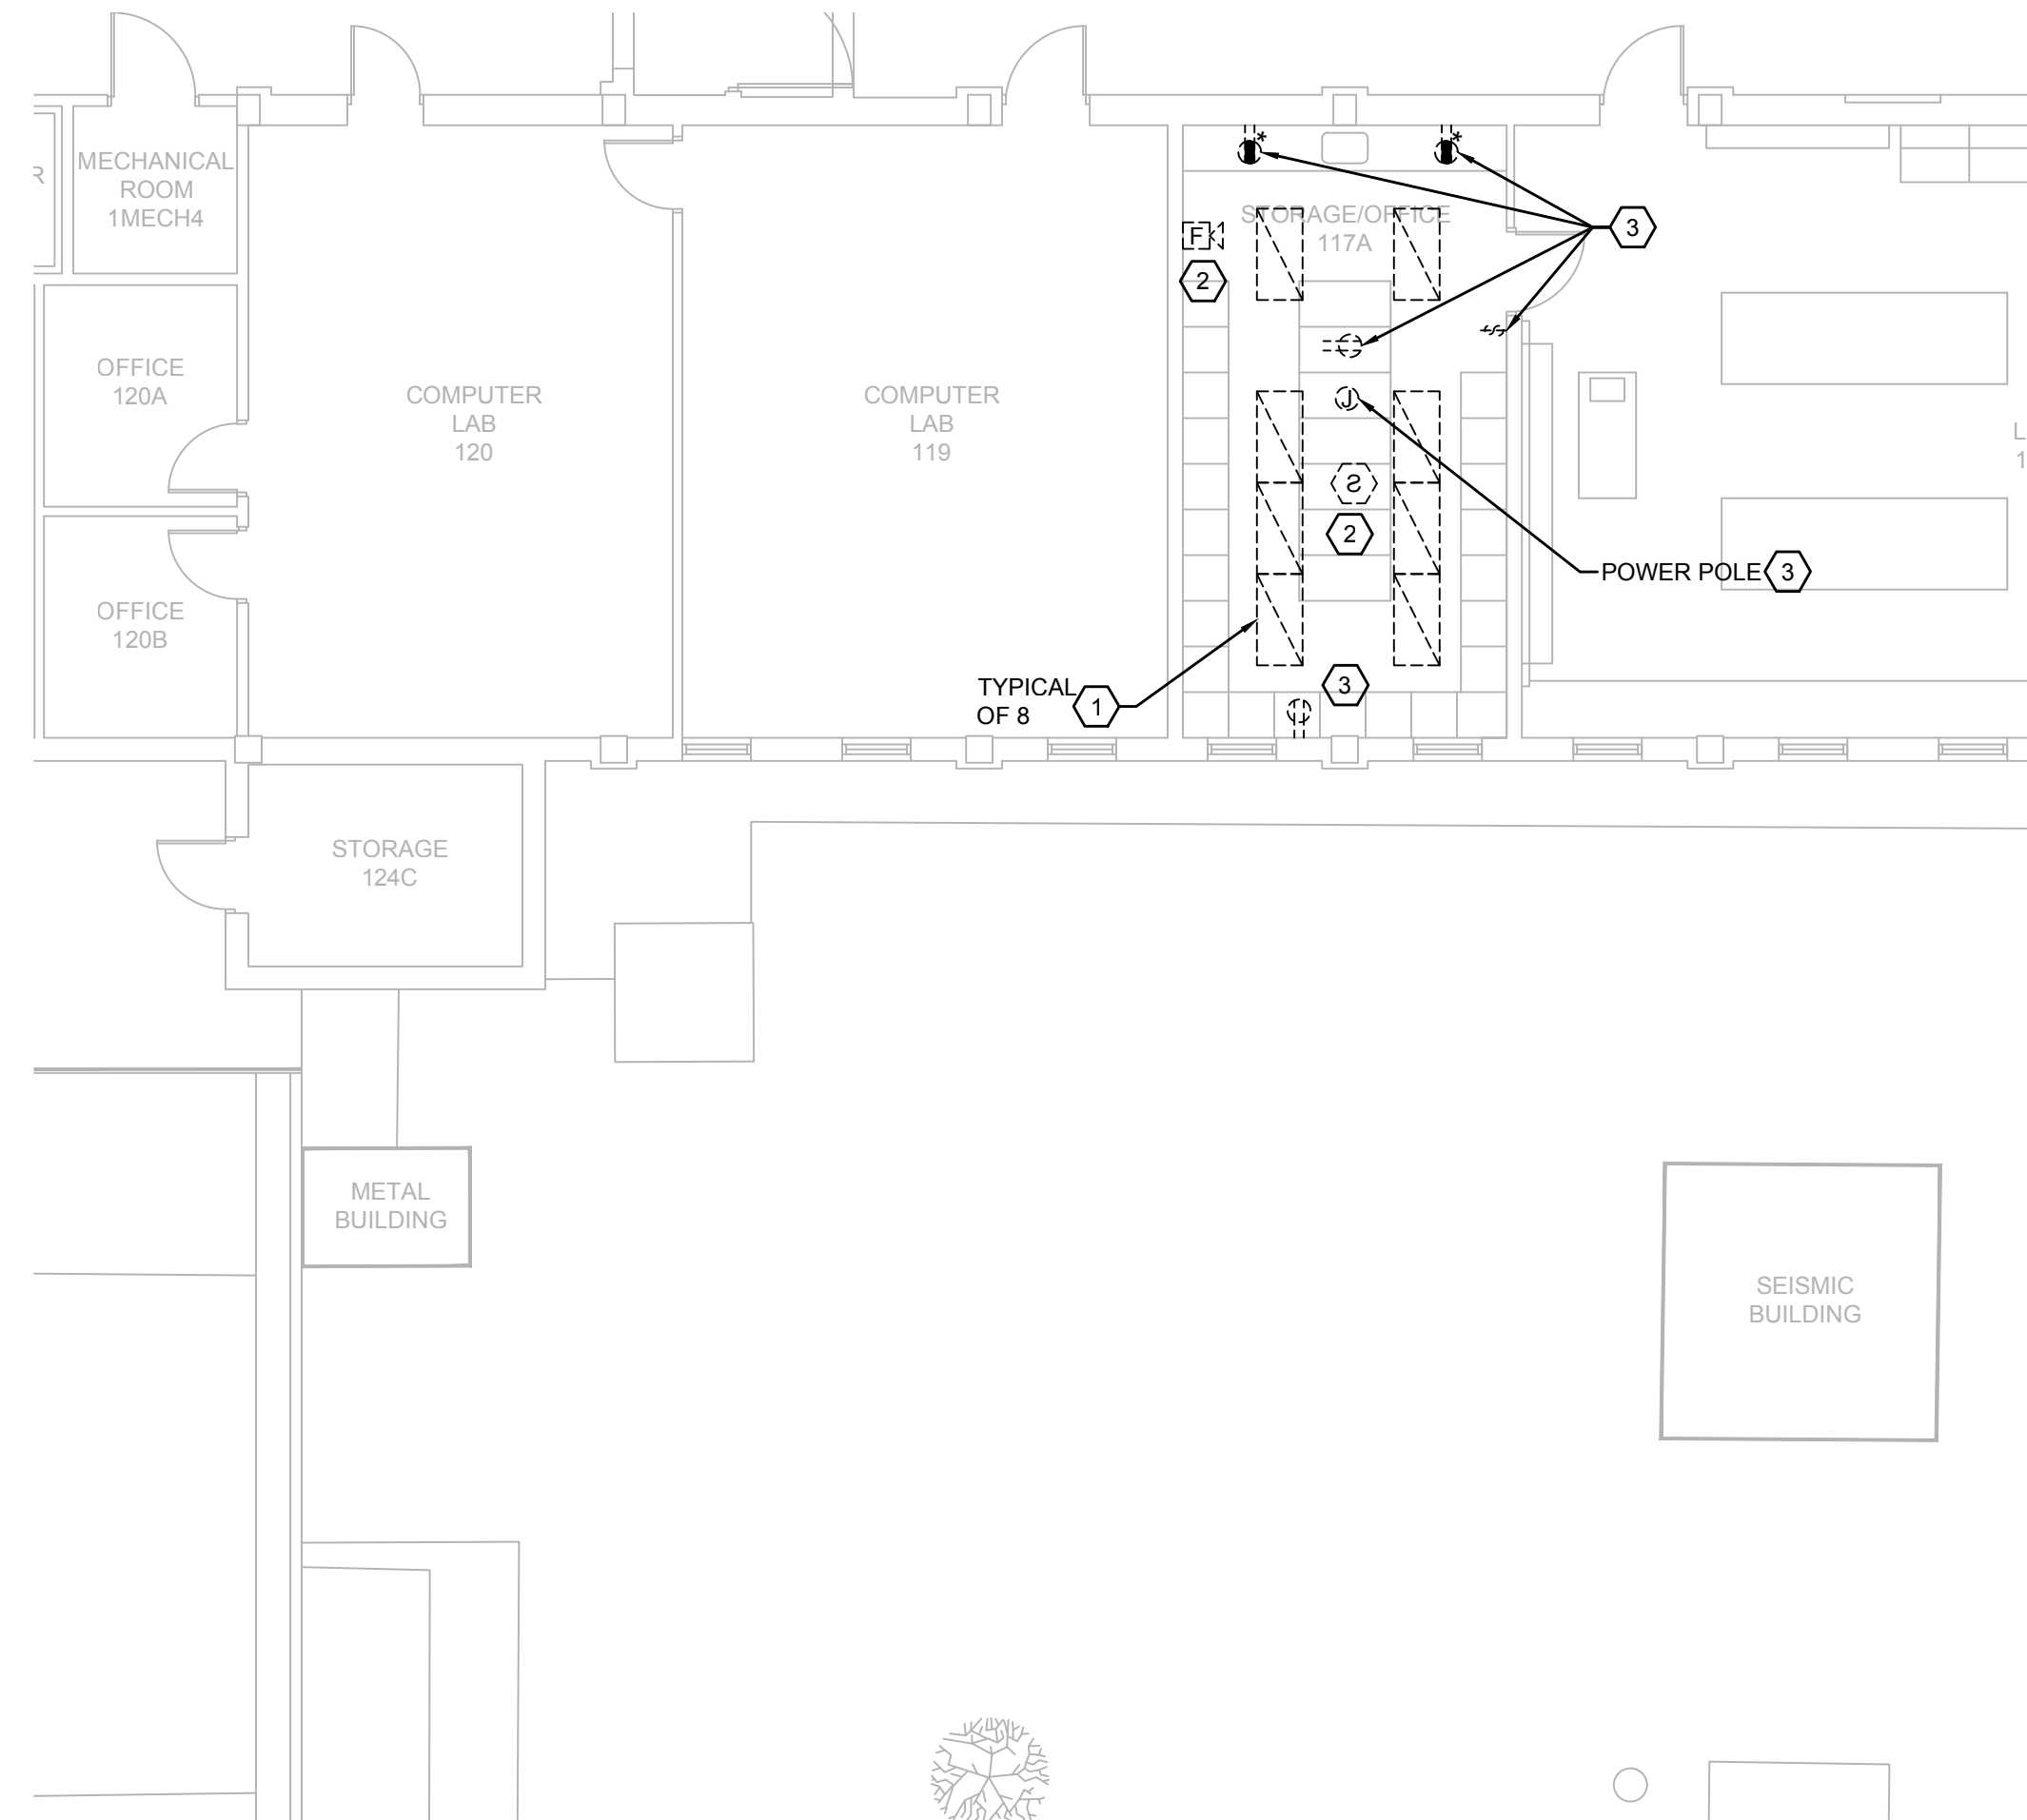 R
MECHANICAL
ROOM
1MECH4
*
*
STORAGE/OFFICE
117A
3
F
2
OFFICE
120A
COMPUTER
LAB
120
COMPUTER
LAB
119
J
S
2
POWER POLE 3
OFFICE
120B
TYPICAL
OF 8
1
3
STORAGE
124C
METAL
BUILDING
SEISMIC
BUILDING